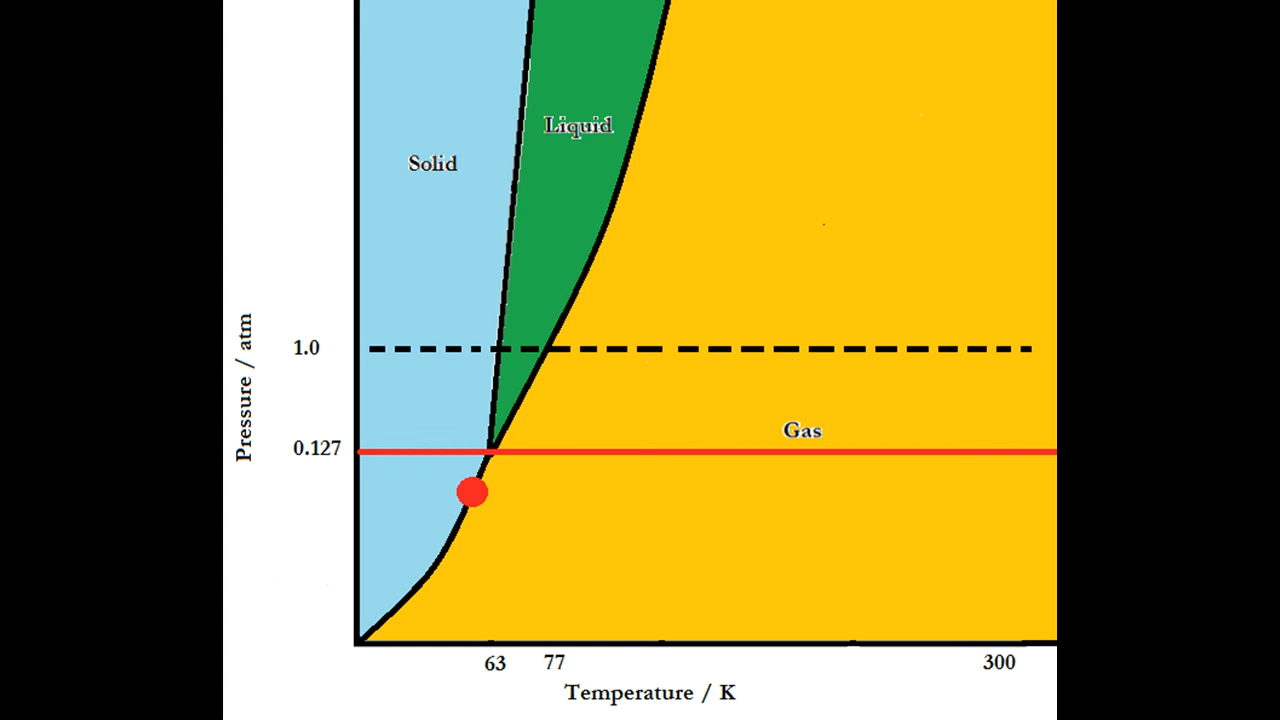 Liquid
Solid
Pressure / atm
1.0
Gas
0.127
63
77
300
Temperature / K